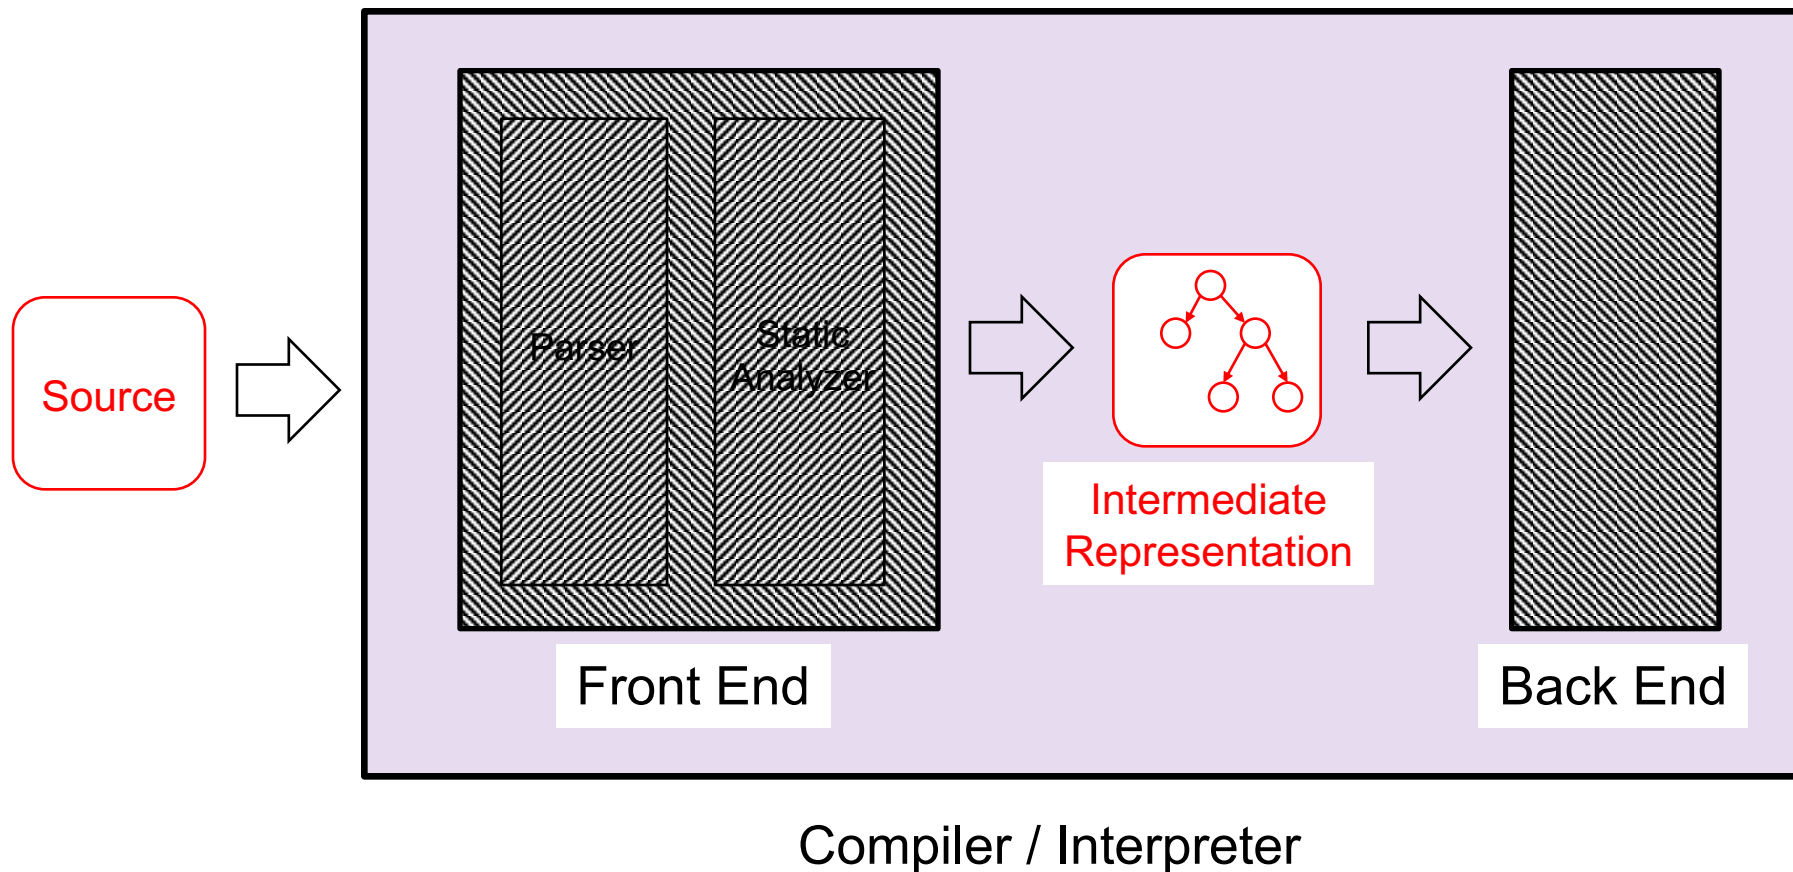 Source
Parser
Static
Analyzer
Intermediate
Representation
Front End
Back End
Compiler / Interpreter